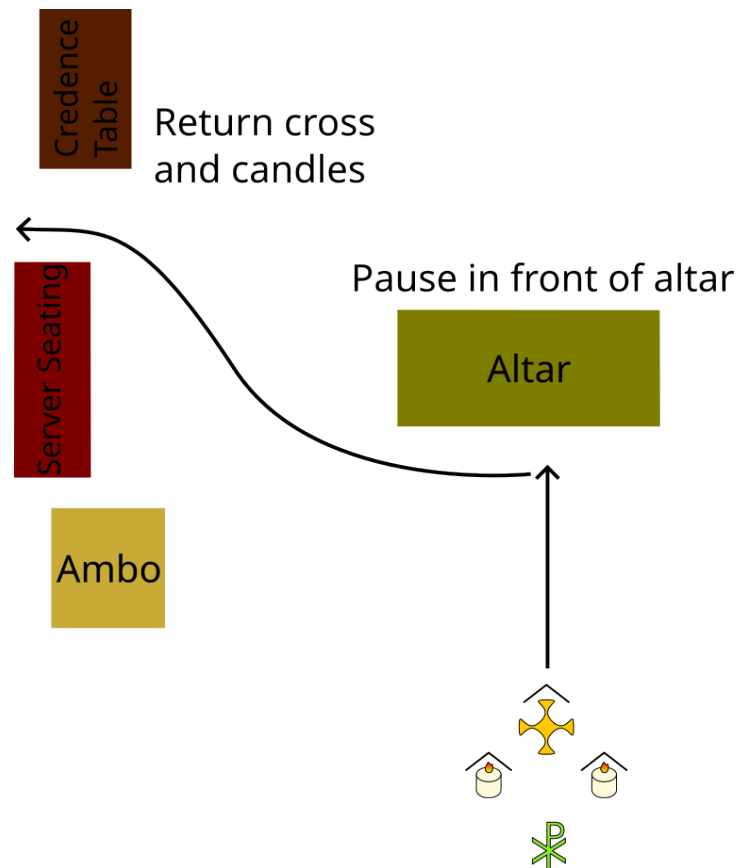 Credence
Table
Return cross
and candles
Server Seating
Pause in front of altar
Altar
Ambo